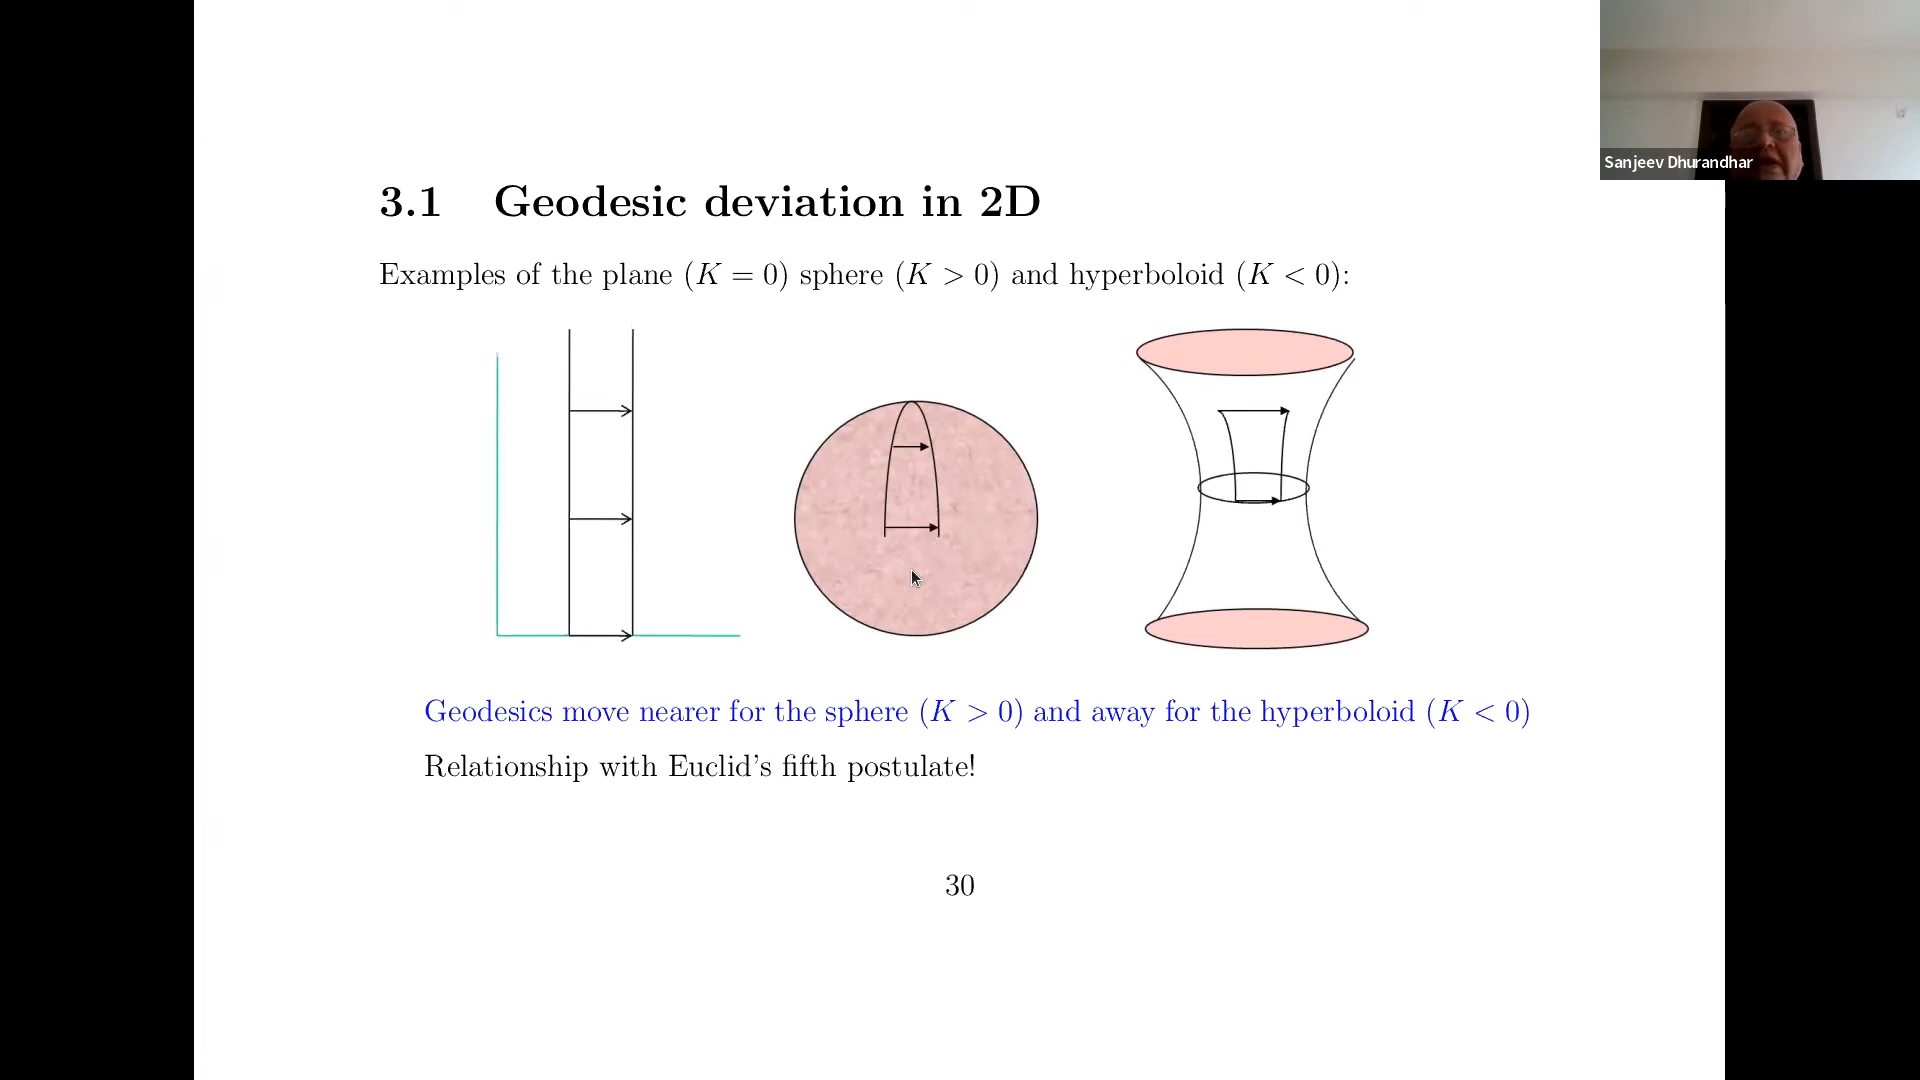 Sanjeev Dhurandhar
3.1 Geodesic deviation in 2D
Examples of the plane (K = 0) sphere (K > 0) and hyperboloid (K < 0):
Geodesics move nearer for the sphere (K > 0) and away for the hyperboloid (K < 0)
Relationship with Euclid's fifth postulate!
30